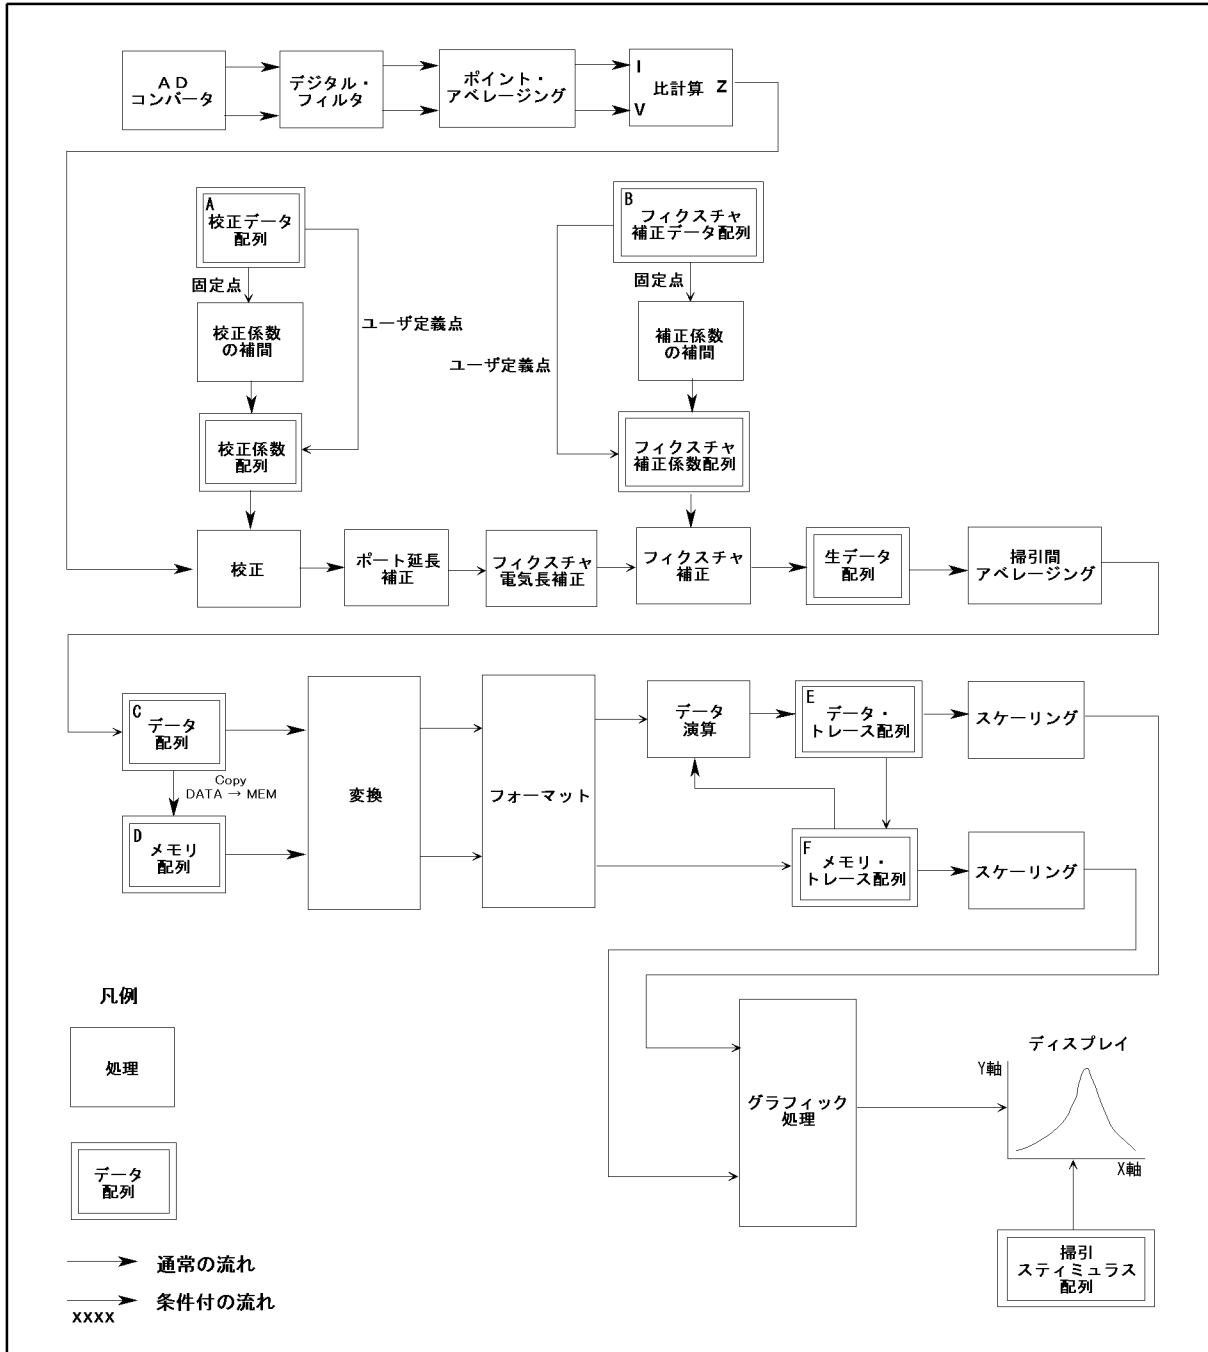 ＡＤ
コンバータ
デジタル・
フィルタ
ポイント・
アベレージング
I
比計算 Z
V
A
校正データ
配列
B
フィクスチャ
補正データ配列
固定点
固定点
ユーザ定義点
ユーザ定義点
校正係数
の補間
補正係数
の補間
校正係数
配列
フィクスチャ
補正係数配列
校正
ポート延長
補正
フィクスチャ
電気長補正
フィクスチャ
補正
生データ
配列
掃引間
アベレージング
C
データ
配列
Copy
DATA → MEM
D
メモリ
配列
変換
フォーマット
データ
演算
E
データ・
トレース配列
スケーリング
F
メモリ・
トレース配列
スケーリング
凡例
処理
データ
配列
通常の流れ
条件付の流れ
xxxx
グラフィック
処理
ディスプレイ
Y軸
X軸
掃引
スティミュラス
配列